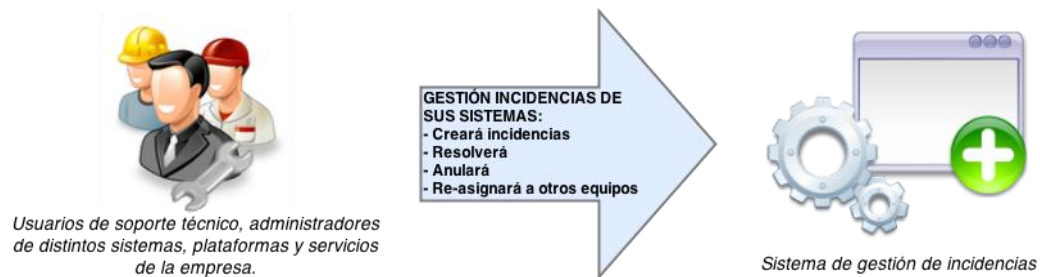 GESTIÓN INCIDENCIAS DE
SUS SISTEMAS:
- Creará incidencias
- Resolverá
- Anulará
- Re-asignará a otros equipos
Usuarios de soporte técnico, administradores
de distintos sistemas, plataformas y servicios
de la empresa.
Sistema de gestión de incidencias